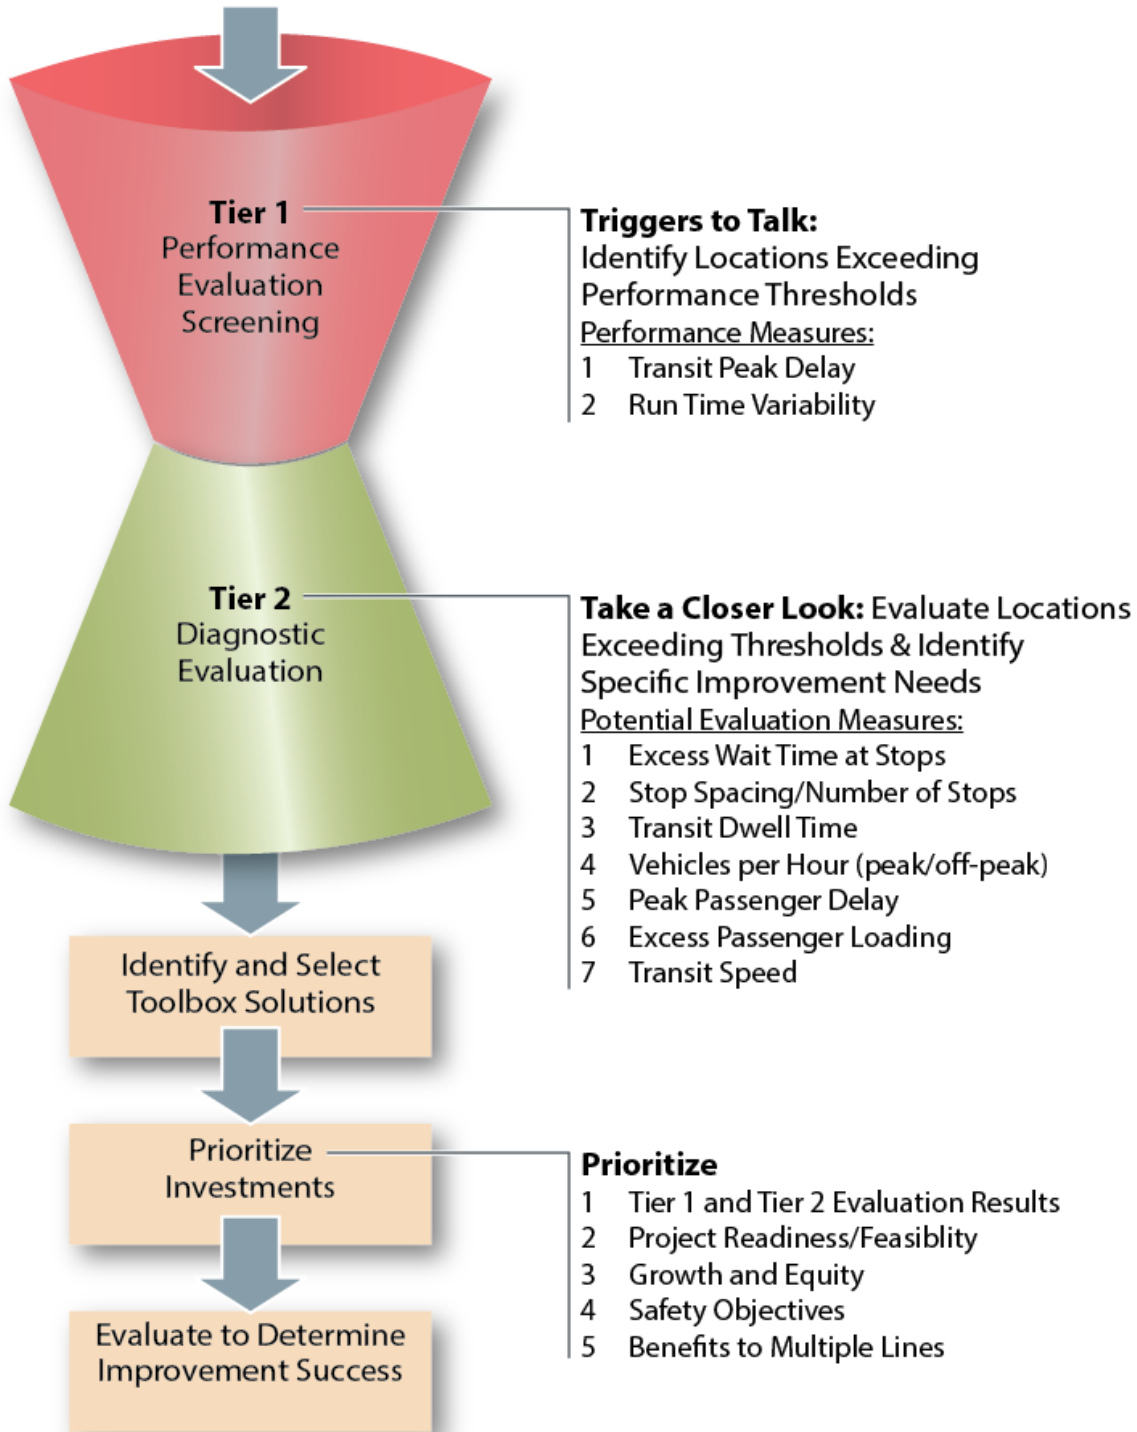 Tier 1
Performance
Evaluation
Screening
Triggers to Talk:
Identify Locations Exceeding
Performance Thresholds
Performance Measures:
1 Transit Peak Delay
2 Run Time Variability
Tier 2
Diagnostic
Evaluation
Take a Closer Look: Evaluate Locations
Exceeding Thresholds & Identify
Specific Improvement Needs
Potential Evaluation Measures:
1 Excess Wait Time at Stops
2 Stop Spacing/Number of Stops
3 Transit Dwell Time
4 Vehicles per Hour (peak/off-peak)
5 Peak Passenger Delay
6 Excess Passenger Loading
7 Transit Speed
Identify and Select
Toolbox Solutions
Prioritize
Investments
Prioritize
1 Tier 1 and Tier 2 Evaluation Results
2 Project Readiness/Feasiblity
3 Growth and Equity
4 Safety Objectives
5 Benefits to Multiple Lines
Evaluate to Determine
Improvement Success